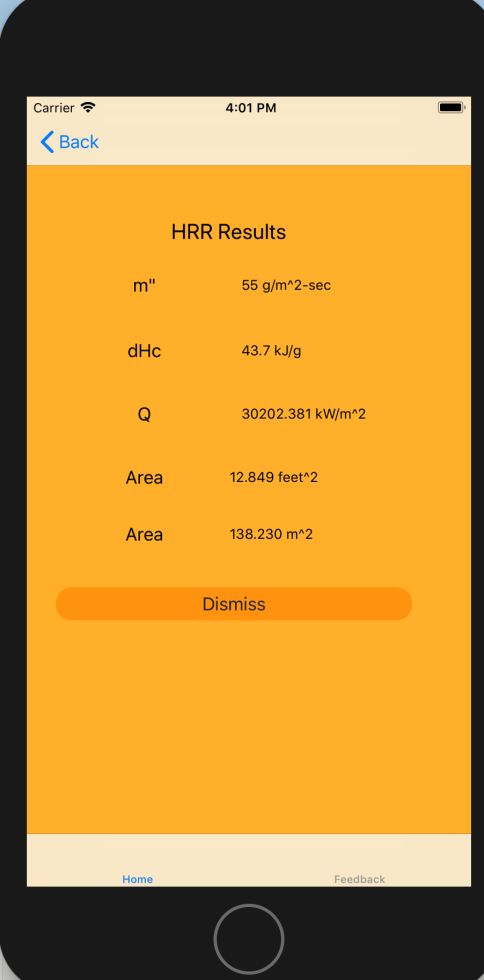 Carrier
4:01 PM
Back
HRR Results
m" 55 g/m^2-sec
dHc 43.7 kJ/g
Q 30202.381 kW/m^2
Area 12.849 feet^2
Area 138.230 m^2
Dismiss
Home Feedback